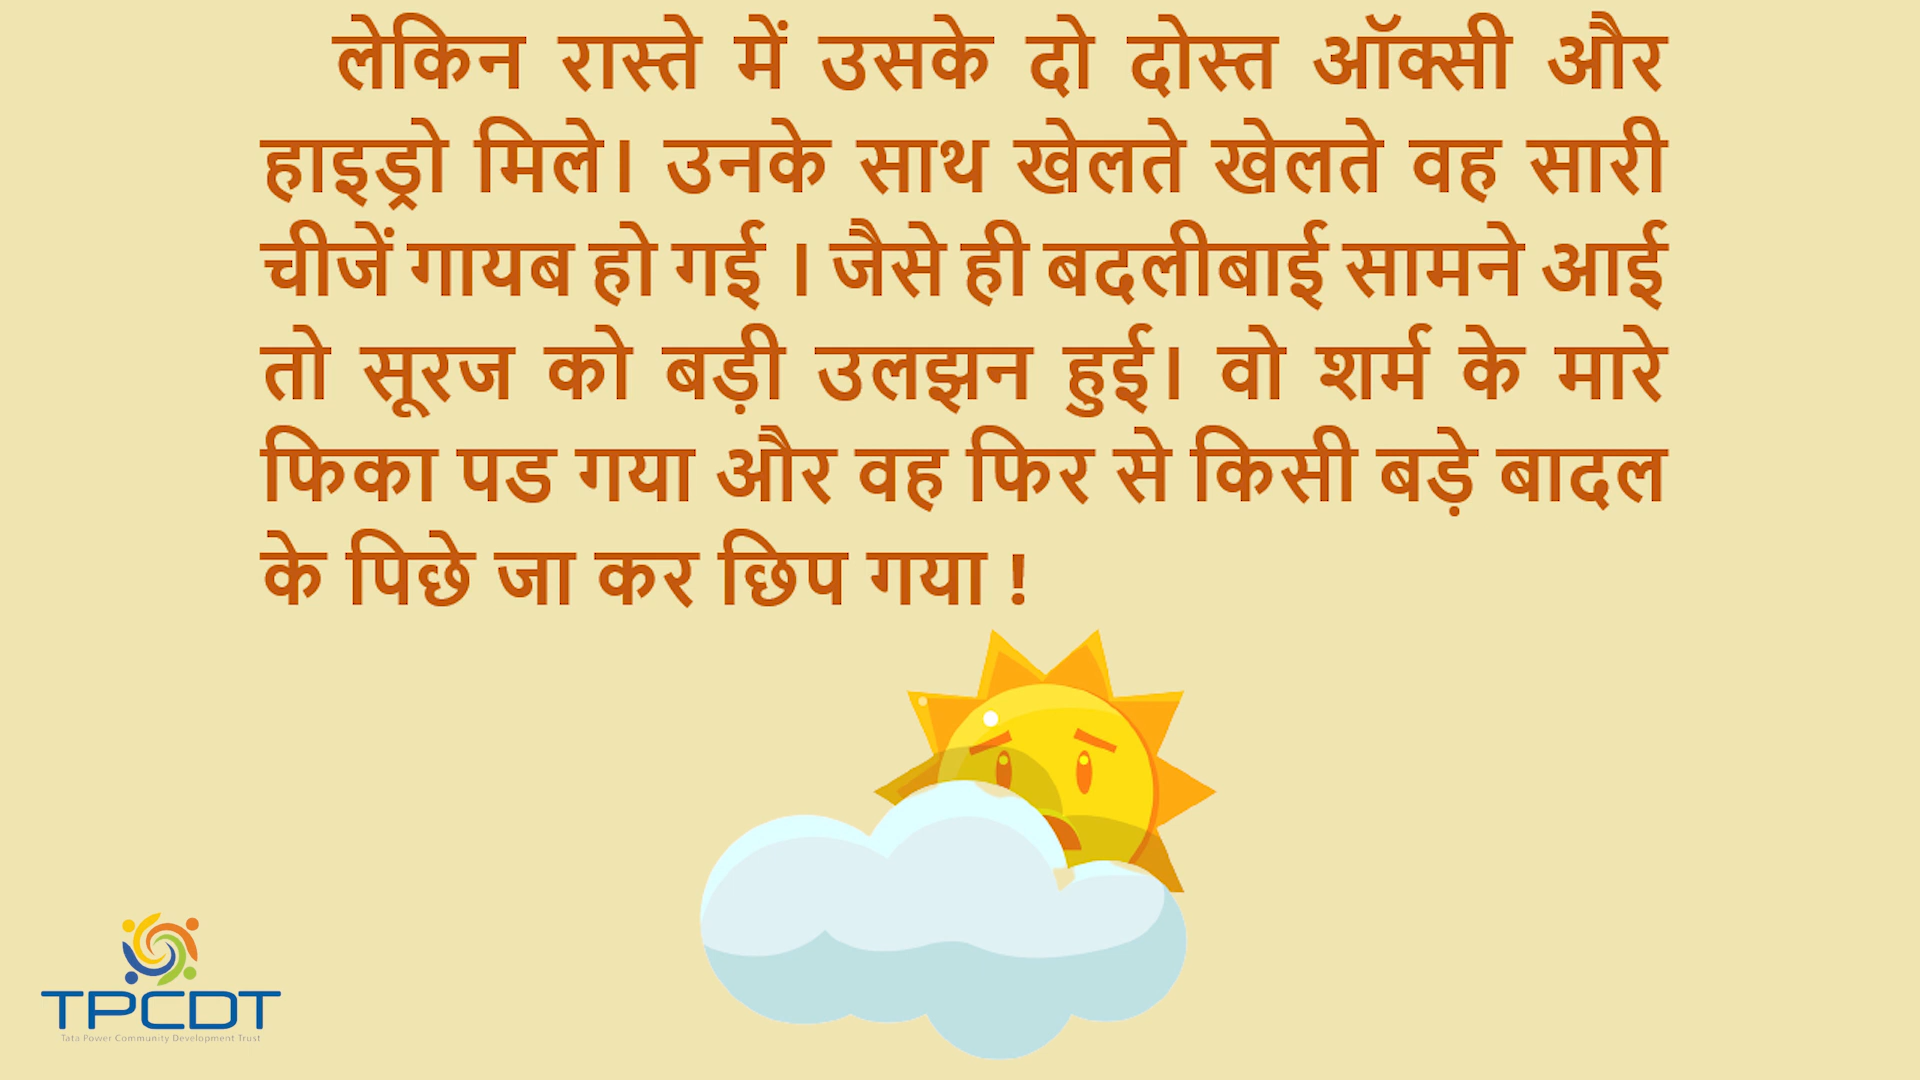 लेकिन रास्ते में उसके दो दोस्त ऑक्सी और
हाइड्रो मिले। उनके साथ खेलते खेलते वह सारी
चीजें गायब हो गई । जैसे ही बदलीबाई सामने आई
तो सूरज को बड़ी उलझन हुई। वो शर्म के मारे
फिका पड गया और वह फिर से किसी बड़े बादल
के पिछे जा कर छिप गया !
TPCDT
Tata Power Community Development Trust